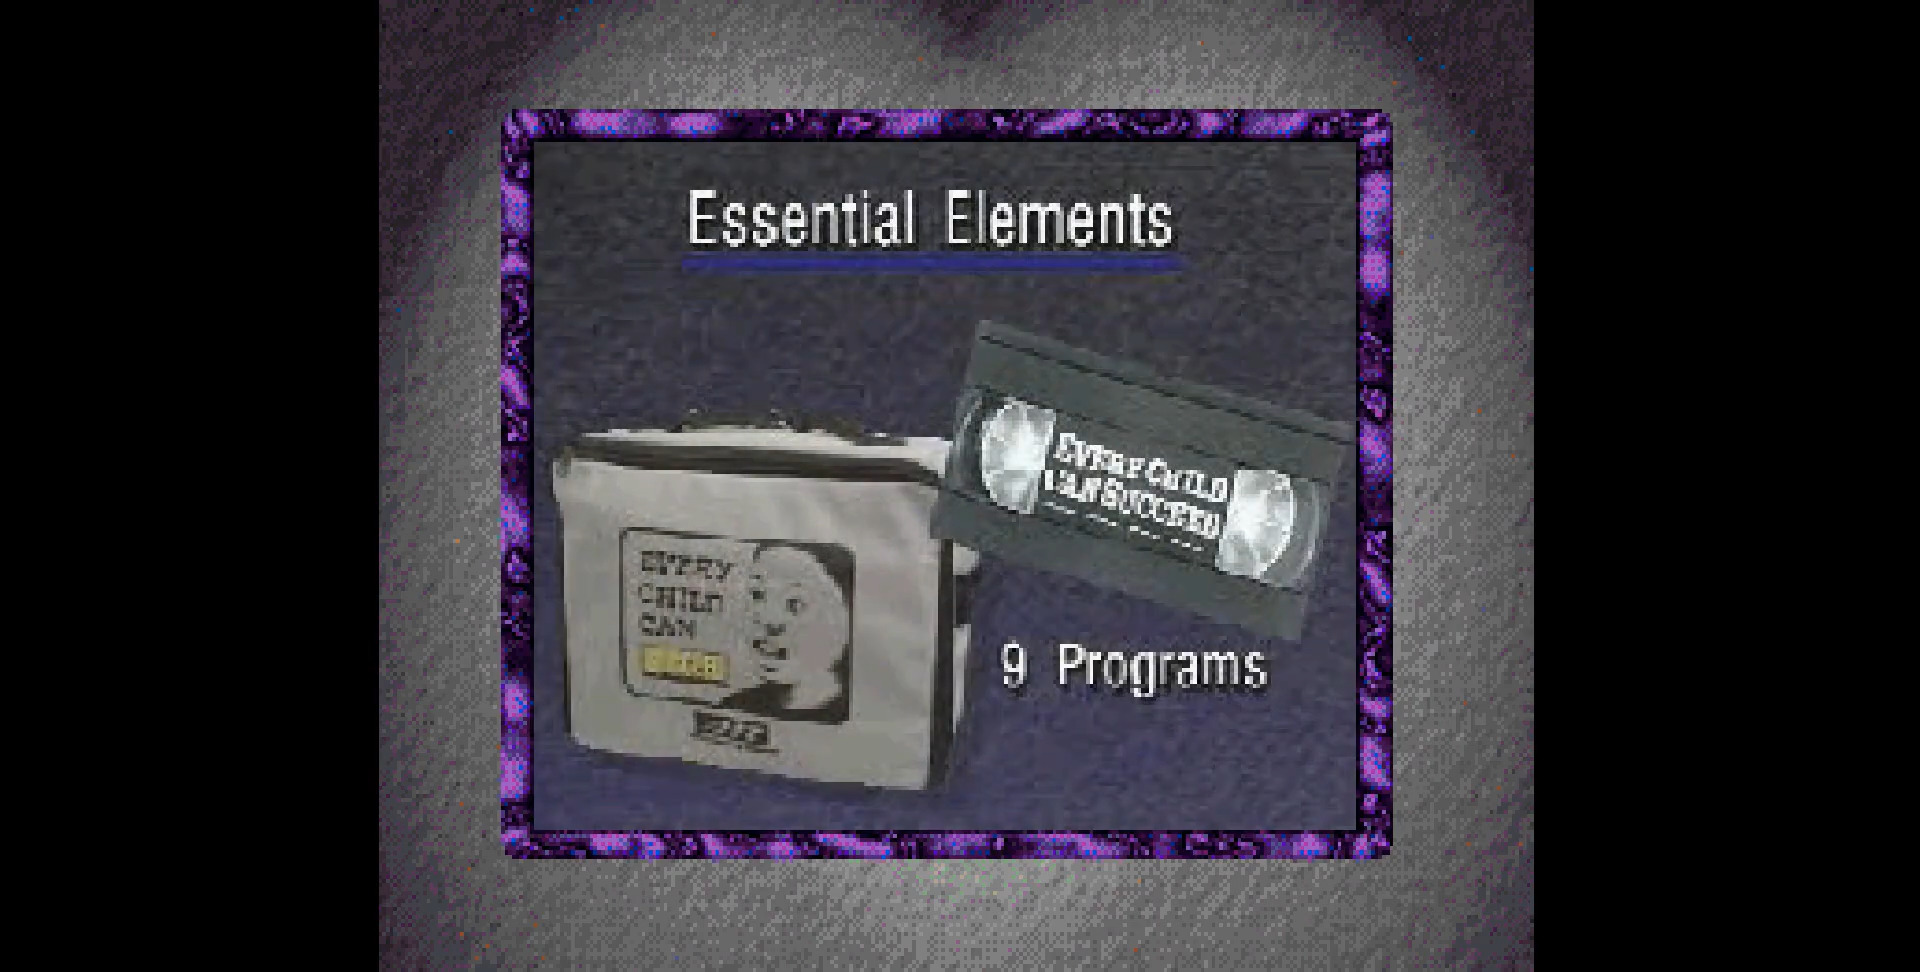 Essential Elements
EVERY CHILD
CAN SUCCEED
EVERY
CHILD
CAN
9 Programs